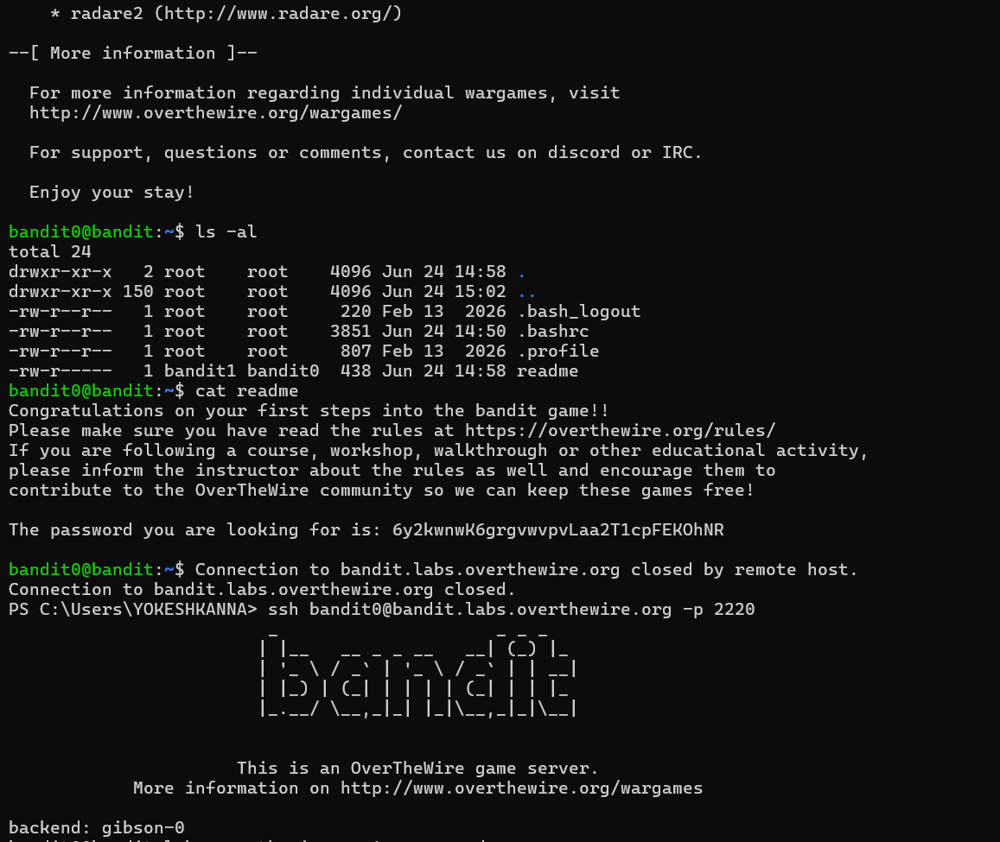 * radare2 (http://www.radare.org/)
--[ More information ]--
  For more information regarding individual wargames, visit
  http://www.overthewire.org/wargames/
  For support, questions or comments, contact us on discord or IRC.
  Enjoy your stay!
bandit0@bandit:~$ ls -al
total 24
drwxr-xr-x   2 root    root    4096 Jun 24 14:58 .
drwxr-xr-x 150 root    root    4096 Jun 24 15:02 ..
-rw-r--r--   1 root    root     220 Feb 13  2026 .bash_logout
-rw-r--r--   1 root    root    3851 Jun 24 14:50 .bashrc
-rw-r--r--   1 root    root     807 Feb 13  2026 .profile
-rw-r-----   1 bandit1 bandit0  438 Jun 24 14:58 readme
bandit0@bandit:~$ cat readme
Congratulations on your first steps into the bandit game!!
Please make sure you have read the rules at https://overthewire.org/rules/
If you are following a course, workshop, walkthrough or other educational activity,
please inform the instructor about the rules as well and encourage them to
contribute to the OverTheWire community so we can keep these games free!
The password you are looking for is: 6y2kwnwK6grgvwvpvLaa2T1cpFEKOhNR
bandit0@bandit:~$ Connection to bandit.labs.overthewire.org closed by remote host.
Connection to bandit.labs.overthewire.org closed.
PS C:\Users\YOKESHKANNA> ssh bandit0@bandit.labs.overthewire.org -p 2220
bandit
This is an OverTheWire game server.
More information on http://www.overthewire.org/wargames
backend: gibson-0